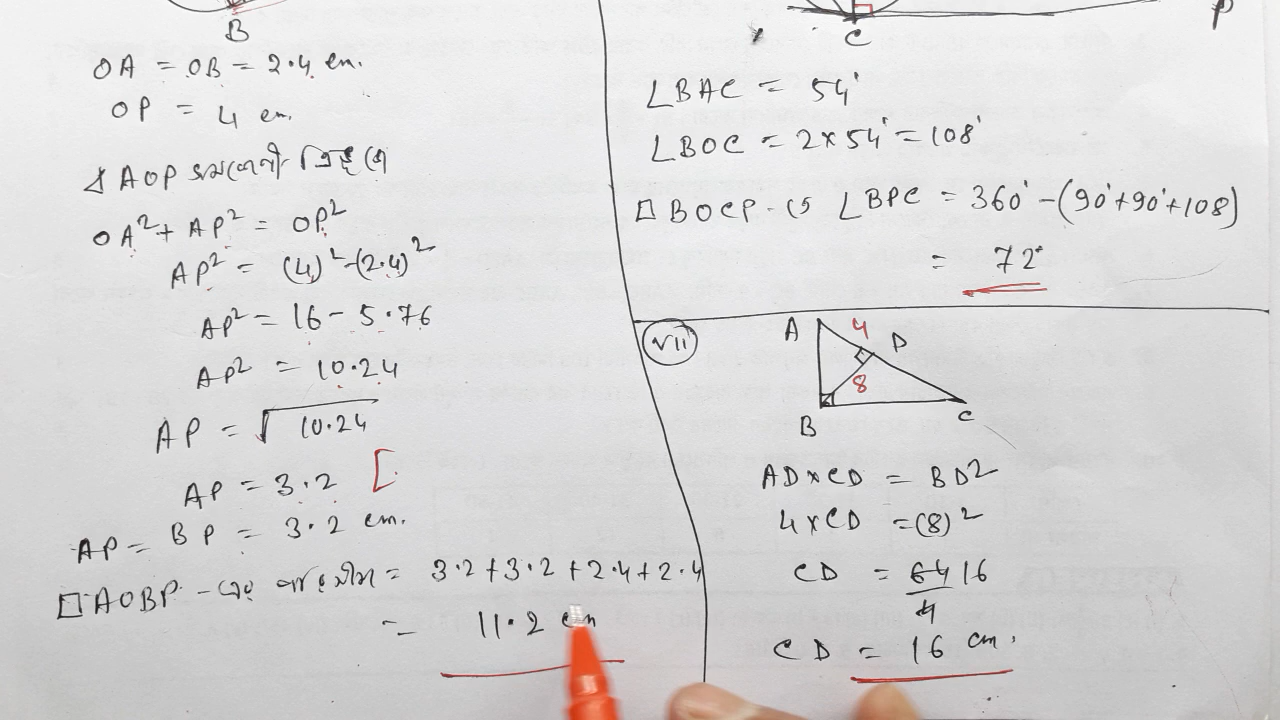 B
OA = OB = 2.4 cm.
OP = 4 cm.
∠AOP সমকোণী ত্রিভুজে
OA² + AP² = OP²
AP² = (4)² - (2.4)²
AP² = 16 - 5.76
AP² = 10.24
AP = √10.24
AP = 3.2 [
AP = BP = 3.2 cm.
□AOBP - এর পরিসীমা = 3.2 + 3.2 + 2.4 + 2.4
= 11.2 cm
C P
∠BAC = 54°
∠BOC = 2 × 54° = 108°
□BOCP - এ ∠BPC = 360° - (90° + 90° + 108)
= 72°
VII
A 4 D
8
B C
AD × CD = BD²
4 × CD = (8)²
CD = 64 16
4
CD = 16 cm.